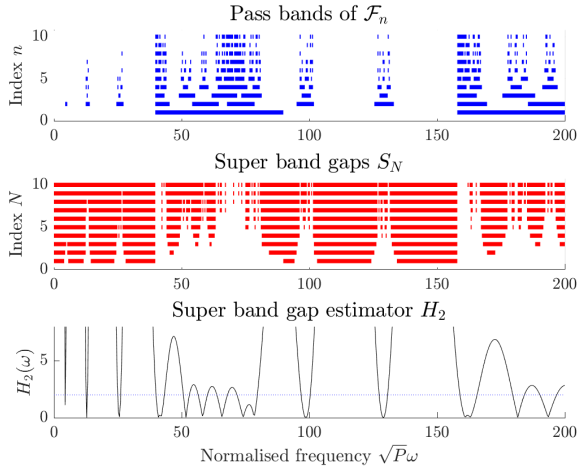 Pass bands of $\mathcal{F}_n$
10
5
0
Index $n$
0 50 100 150 200
Super band gaps $S_N$
10
5
0
Index $N$
0 50 100 150 200
Super band gap estimator $H_2$
5
0
$H_2(\omega)$
0 50 100 150 200
Normalised frequency $\sqrt{P}\omega$